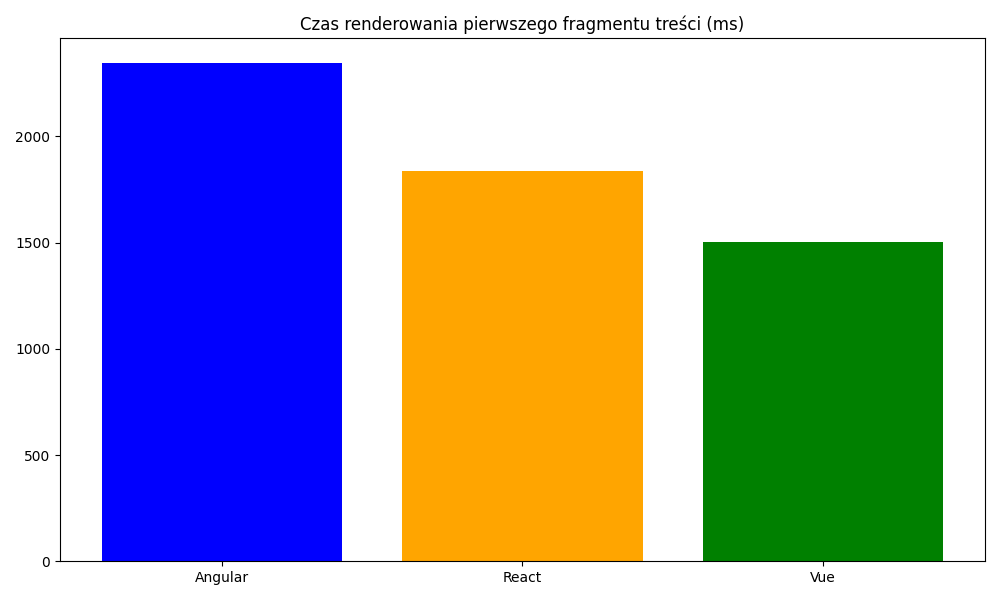 Czas renderowania pierwszego fragmentu treści (ms)
2000
1500
1000
500
0
Angular React Vue